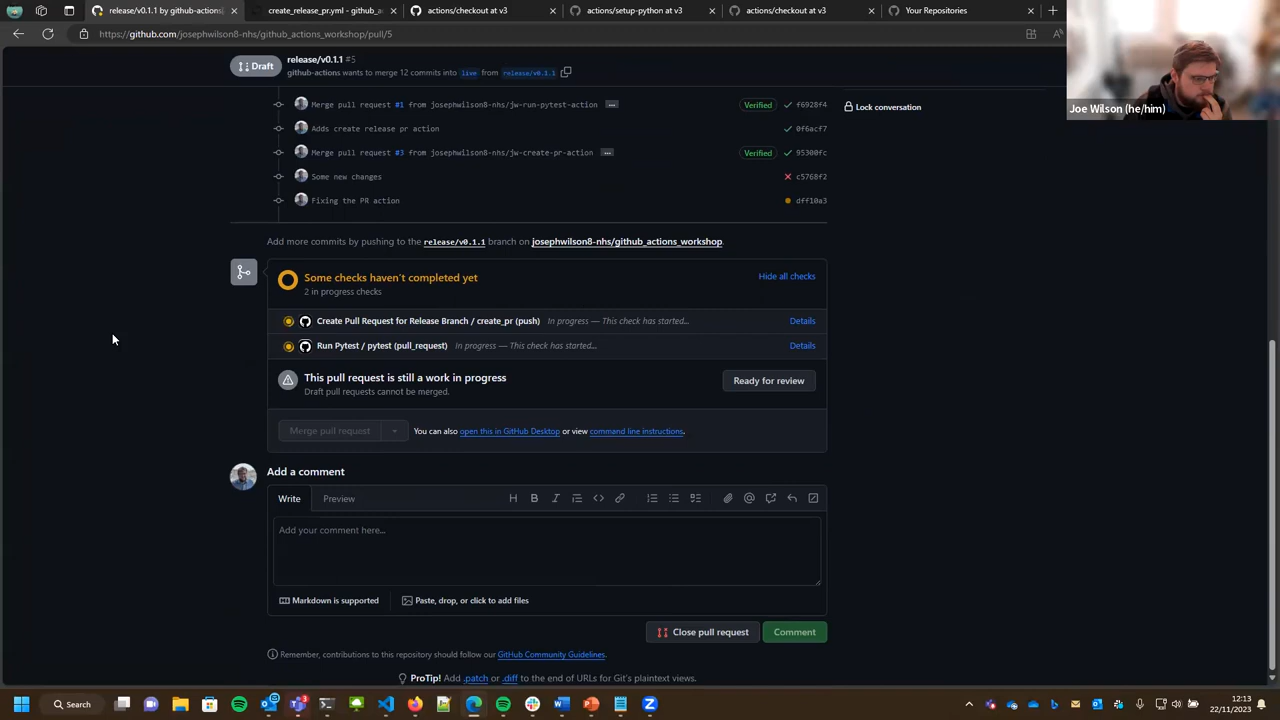 release/v0.1.1 by github-actions
create_release_pr.yml - github_a
actions/checkout at v3
actions/setup-python at v3
actions/checkout at v3
Your Repositories
https://github.com/josephwilson8-nhs/github_actions_workshop/pull/5
Draft
release/v0.1.1 #5
github-actions wants to merge 12 commits into live from release/v0.1.1
Joe Wilson (he/him)
Merge pull request #1 from josephwilson8-nhs/jw-run-pytest-action ... Verified f6928f4
Lock conversation
Adds create release pr action 0f6acf7
Merge pull request #3 from josephwilson8-nhs/jw-create-pr-action ... Verified 95300fc
Some new changes c5768f2
Fixing the PR action dff10a3
Add more commits by pushing to the release/v0.1.1 branch on josephwilson8-nhs/github_actions_workshop.
Some checks haven't completed yet
Hide all checks
2 in progress checks
Create Pull Request for Release Branch / create_pr (push) In progress — This check has started... Details
Run Pytest / pytest (pull_request) In progress — This check has started... Details
This pull request is still a work in progress
Draft pull requests cannot be merged.
Ready for review
Merge pull request You can also open this in GitHub Desktop or view command line instructions.
Add a comment
Write Preview
Add your comment here...
Markdown is supported Paste, drop, or click to add files
Close pull request Comment
Remember, contributions to this repository should follow our GitHub Community Guidelines.
ProTip! Add .patch or .diff to the end of URLs for Git's plaintext views.
Search
12:13
22/11/2023